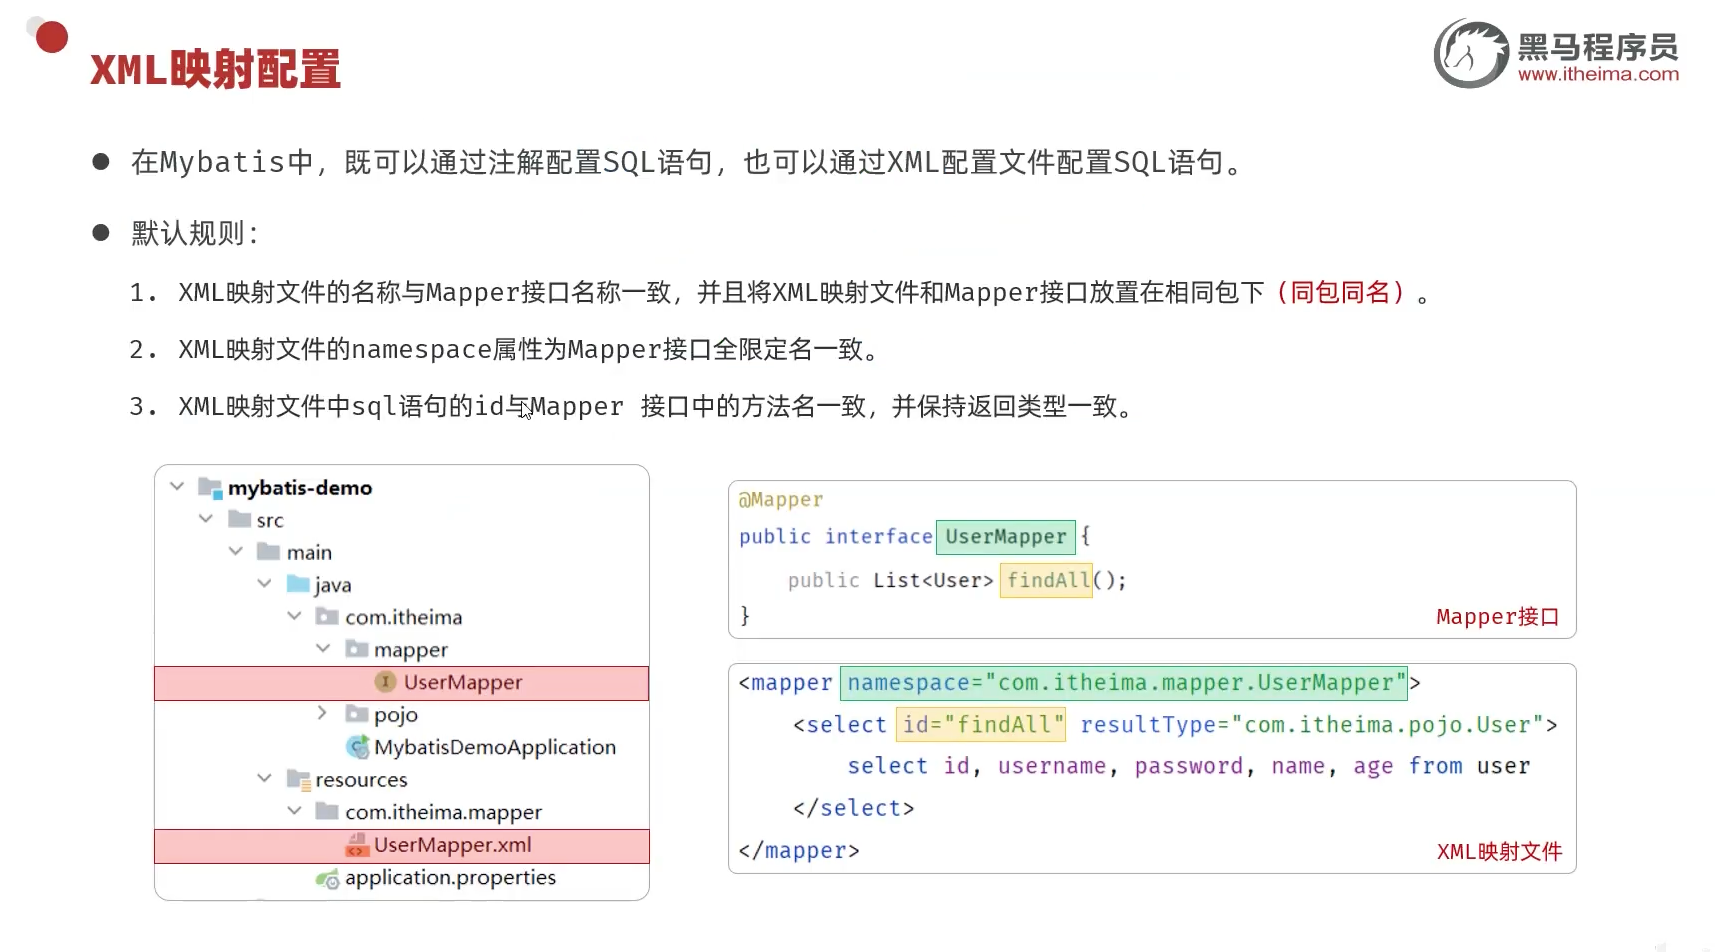 黑马程序员
www.itheima.com
XML映射配置
● 在Mybatis中，既可以通过注解配置SQL语句，也可以通过XML配置文件配置SQL语句。
● 默认规则：
1. XML映射文件的名称与Mapper接口名称一致，并且将XML映射文件和Mapper接口放置在相同包下（同包同名）。
2. XML映射文件的namespace属性为Mapper接口全限定名一致。
3. XML映射文件中sql语句的id与Mapper 接口中的方法名一致，并保持返回类型一致。
mybatis-demo
src
main
java
com.itheima
mapper
UserMapper
pojo
MybatisDemoApplication
resources
com.itheima.mapper
UserMapper.xml
application.properties
@Mapper
public interface UserMapper {
public List<User> findAll();
}
Mapper接口
<mapper namespace="com.itheima.mapper.UserMapper">
<select id="findAll" resultType="com.itheima.pojo.User">
select id, username, password, name, age from user
</select>
</mapper>
XML映射文件